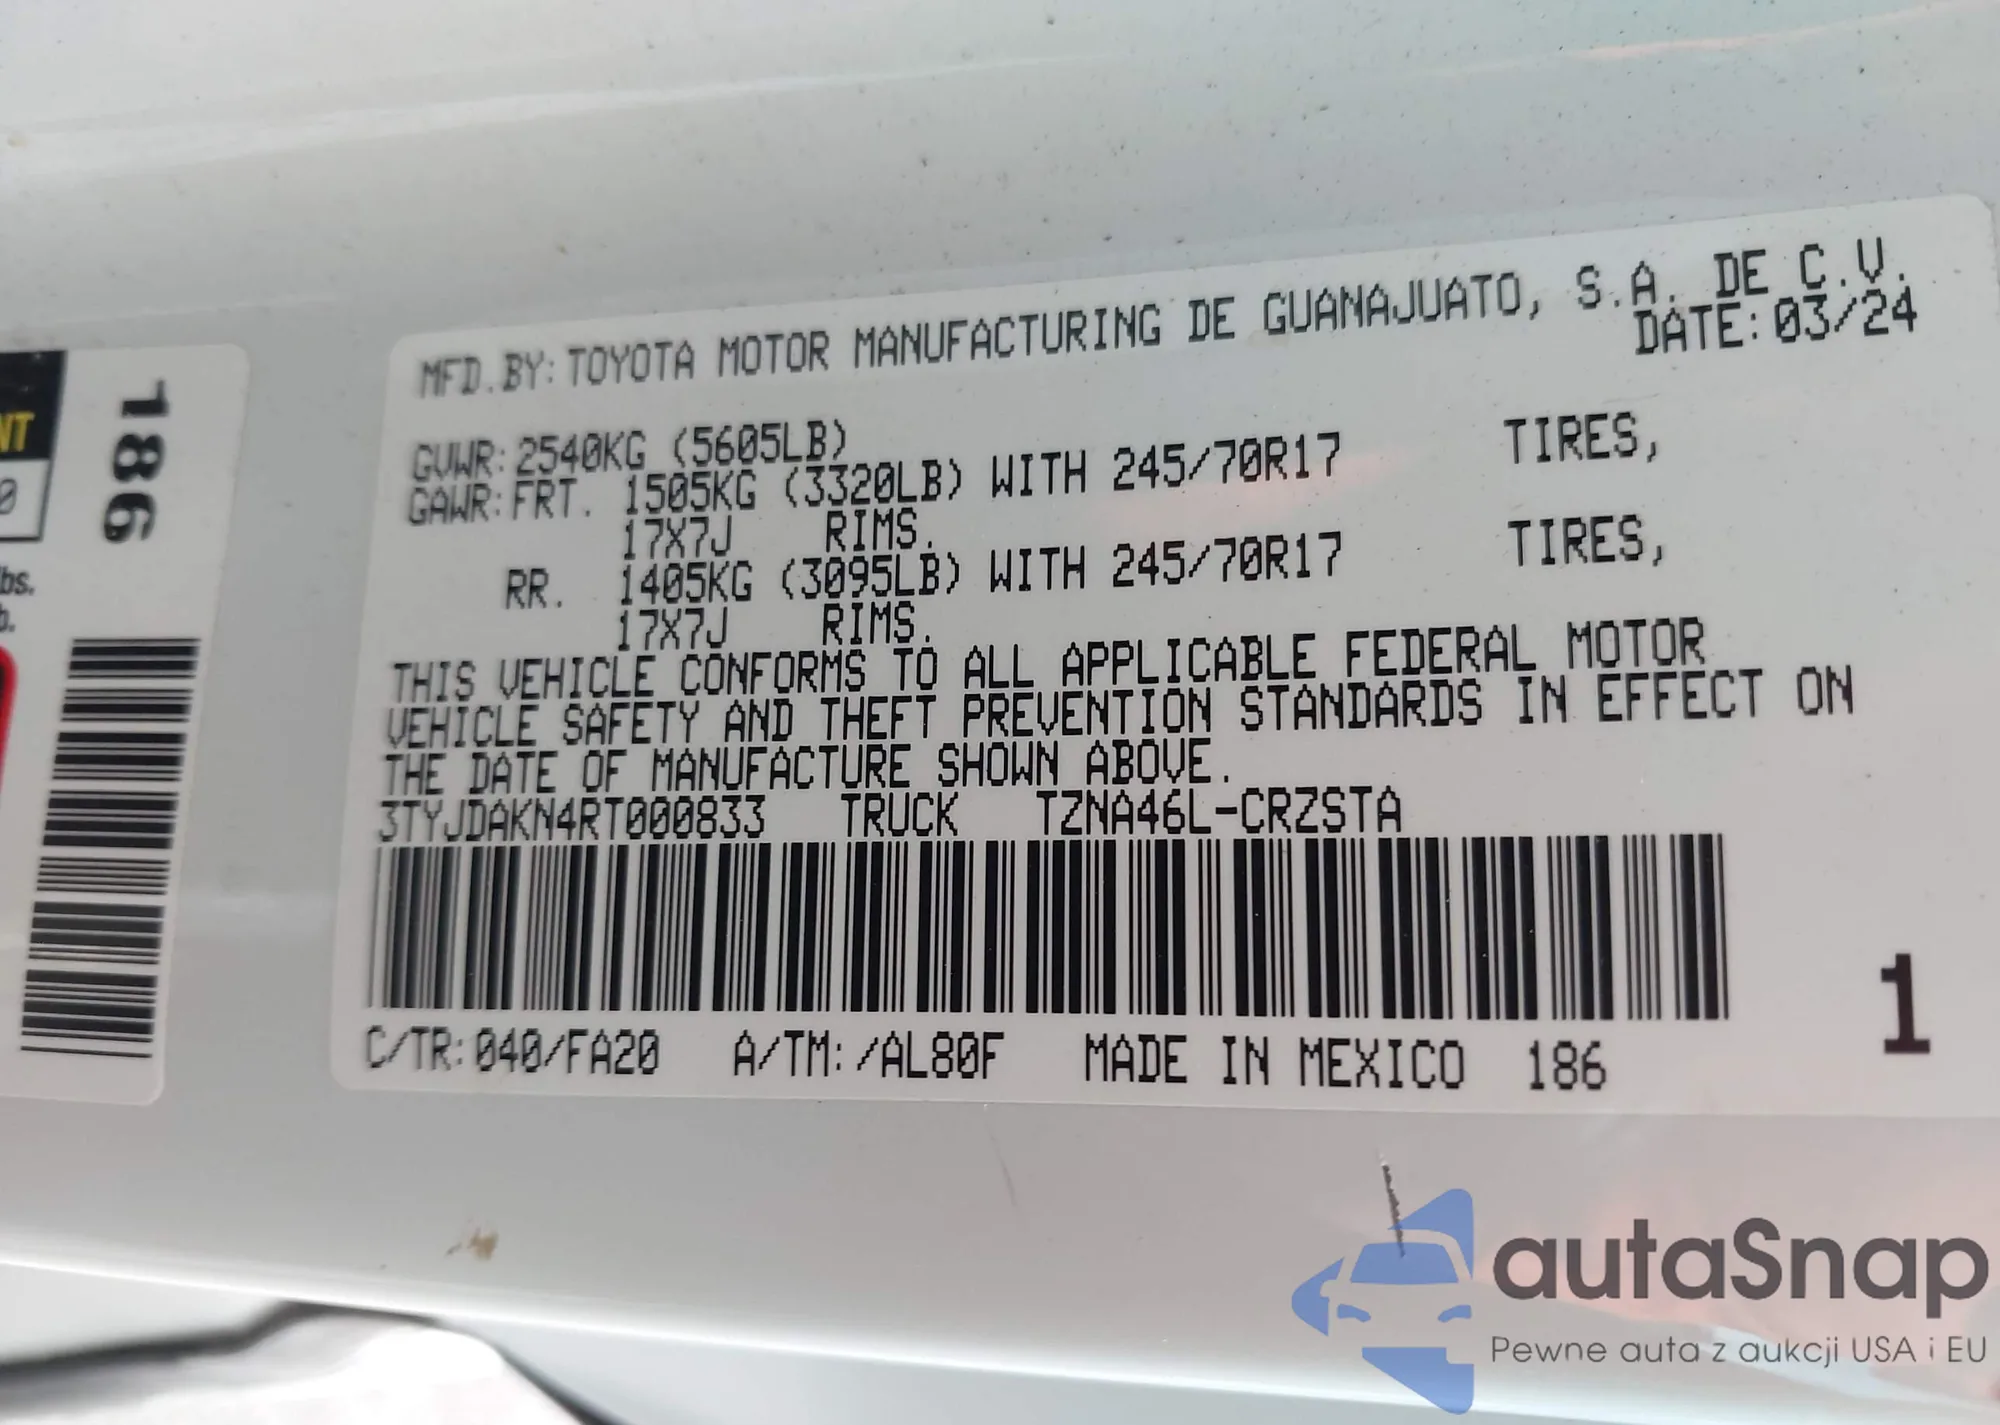 NT
0
lbs.
b.
186
MFD.BY:TOYOTA MOTOR MANUFACTURING DE GUANAJUATO, S.A. DE C.V.
DATE:03/24
GVWR:2540KG (5605LB)
GAWR:FRT. 1505KG (3320LB) WITH 245/70R17 TIRES,
17X7J RIMS.
RR. 1405KG (3095LB) WITH 245/70R17 TIRES,
17X7J RIMS.
THIS VEHICLE CONFORMS TO ALL APPLICABLE FEDERAL MOTOR
VEHICLE SAFETY AND THEFT PREVENTION STANDARDS IN EFFECT ON
THE DATE OF MANUFACTURE SHOWN ABOVE.
3TYJDAKN4RT000833 TRUCK TZNA46L-CRZSTA
C/TR:040/FA20 A/TM:/AL80F MADE IN MEXICO 186
1
autaSnap
Pewne auta z aukcji USA i EU